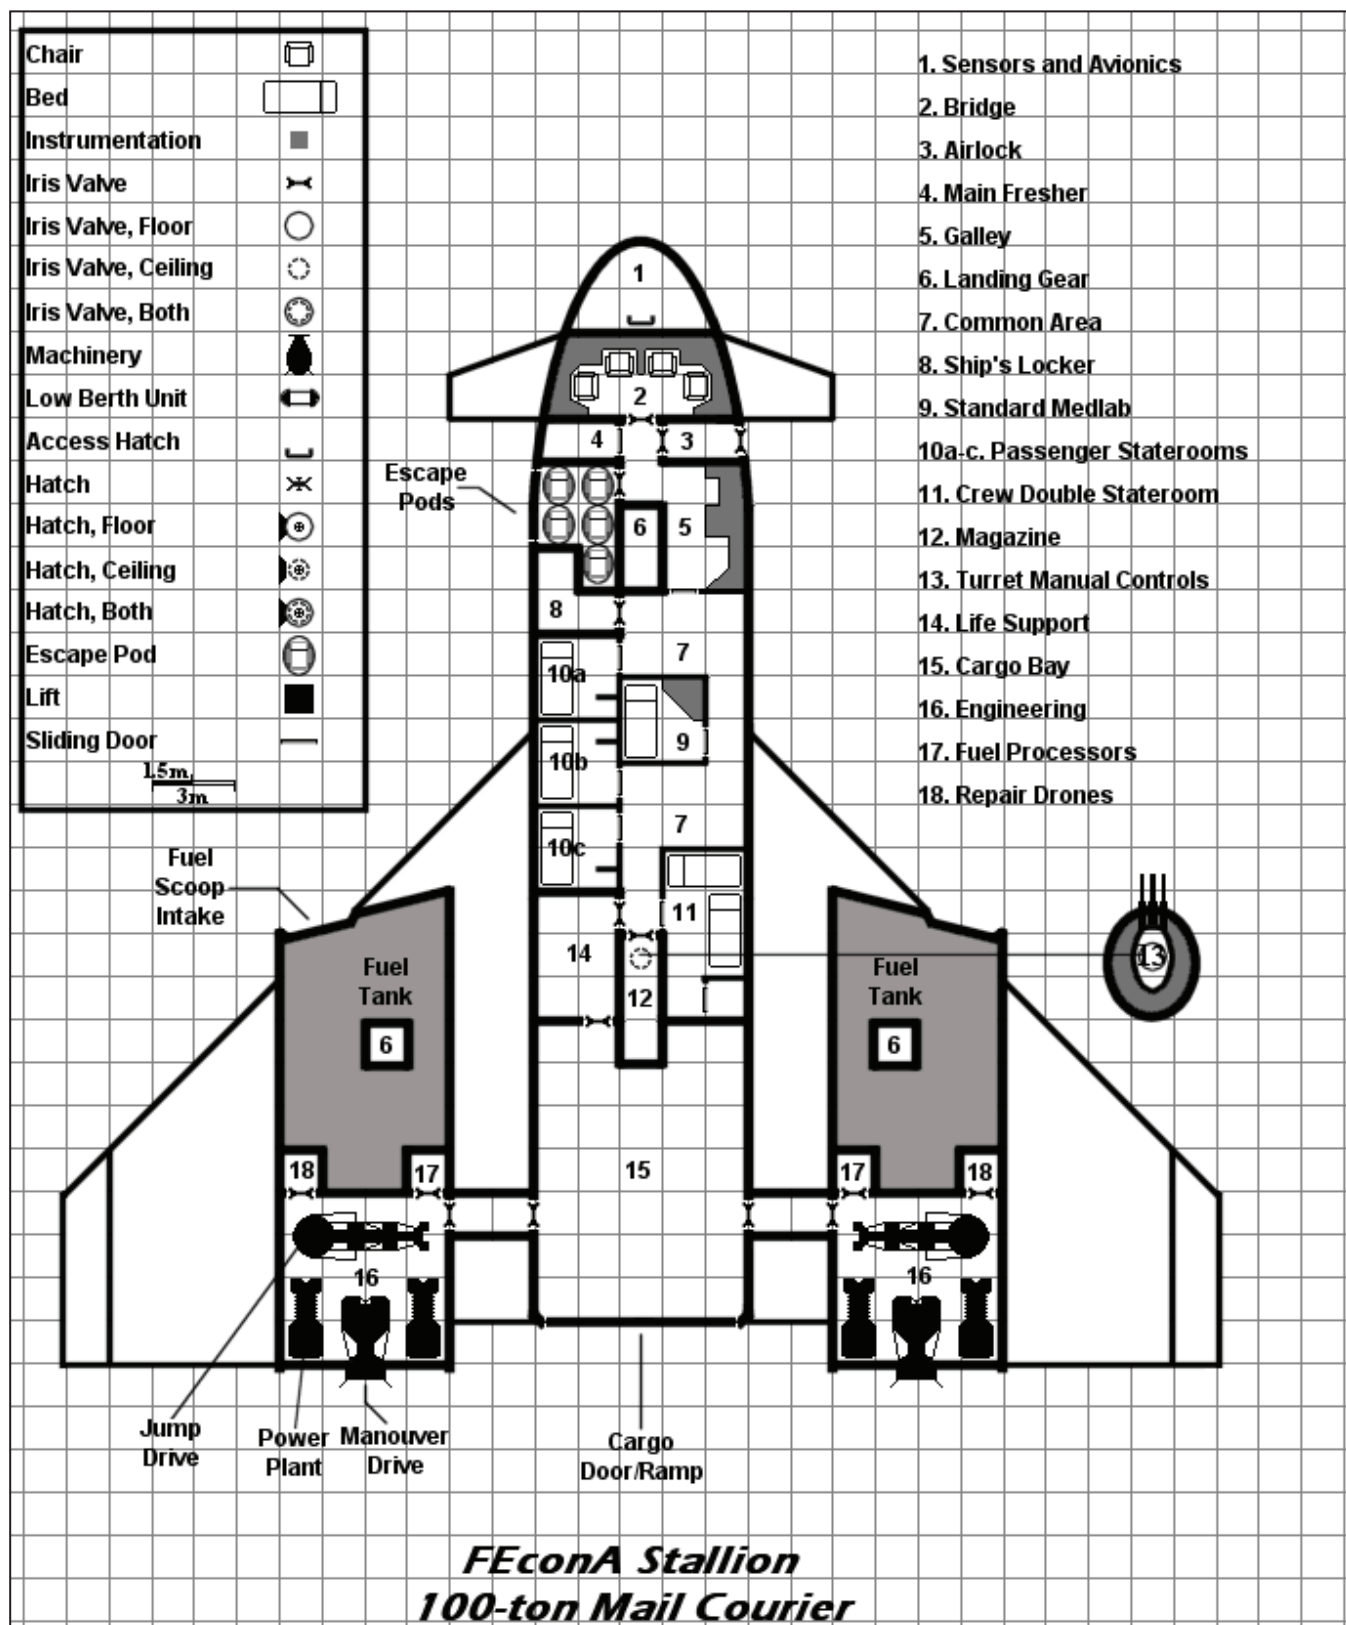 Chair
Bed
Instrumentation
Iris Valve
Iris Valve, Floor
Iris Valve, Ceiling
Iris Valve, Both
Machinery
Low Berth Unit
Access Hatch
Hatch
Hatch, Floor
Hatch, Ceiling
Hatch, Both
Escape Pod
Lift
Sliding Door
1.5m
3m
1. Sensors and Avionics
2. Bridge
3. Airlock
4. Main Fresher
5. Galley
6. Landing Gear
7. Common Area
8. Ship's Locker
9. Standard Medlab
10a-c. Passenger Staterooms
11. Crew Double Stateroom
12. Magazine
13. Turret Manual Controls
14. Life Support
15. Cargo Bay
16. Engineering
17. Fuel Processors
18. Repair Drones
1
2
4
3
Escape
Pods
6
5
8
7
10a
9
10b
7
10c
Fuel
Scoop
Intake
11
14
12
13
Fuel
Tank
6
Fuel
Tank
6
18
17
15
17
18
16
16
Jump
Drive
Power
Plant
Manouver
Drive
Cargo
Door/Ramp
FEconA Stallion
100-ton Mail Courier